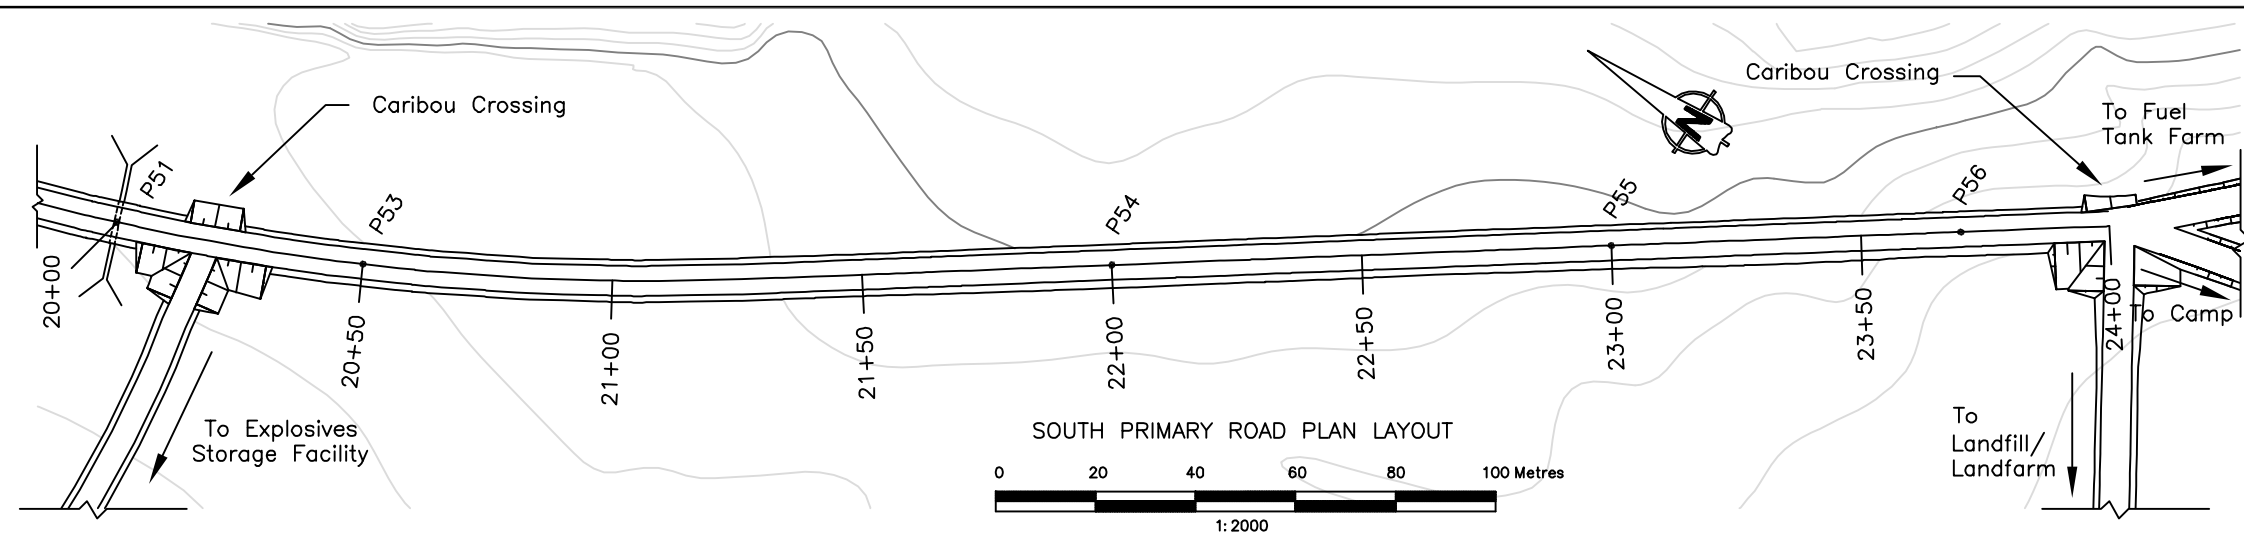 Caribou Crossing
Caribou Crossing
To Fuel
Tank Farm
N
P51
P53
P54
P55
P56
20+00
20+50
21+00
21+50
22+00
22+50
23+00
23+50
24+00
To Camp
To Explosives
Storage Facility
To
Landfill/
Landfarm
SOUTH PRIMARY ROAD PLAN LAYOUT
0 20 40 60 80 100 Metres
1:2000